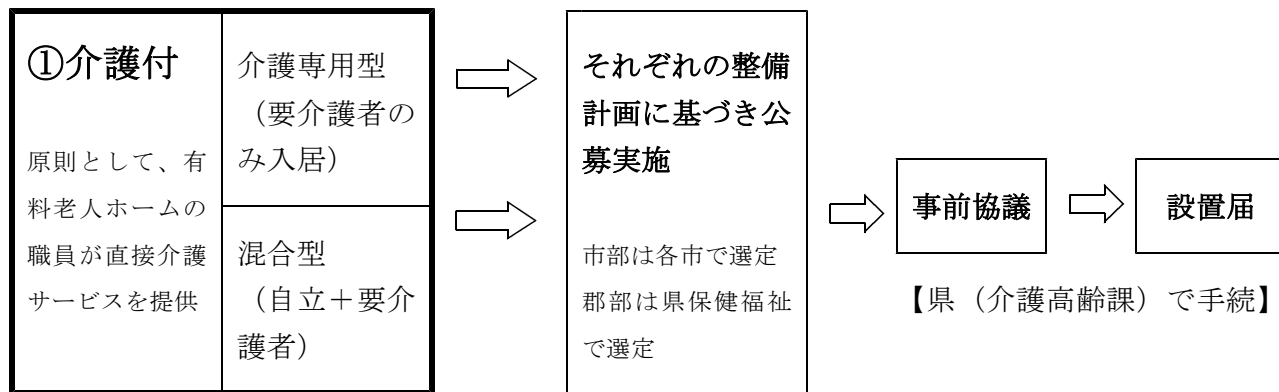 ①介護付
原則として、有
料老人ホームの
職員が直接介護
サービスを提供
介護専用型
（要介護者の
み入居）
混合型
（自立＋要介
護者）
それぞれの整備
計画に基づき公
募実施
市部は各市で選定
郡部は県保健福祉
で選定
事前協議
設置届
【県（介護高齢課）で手続】